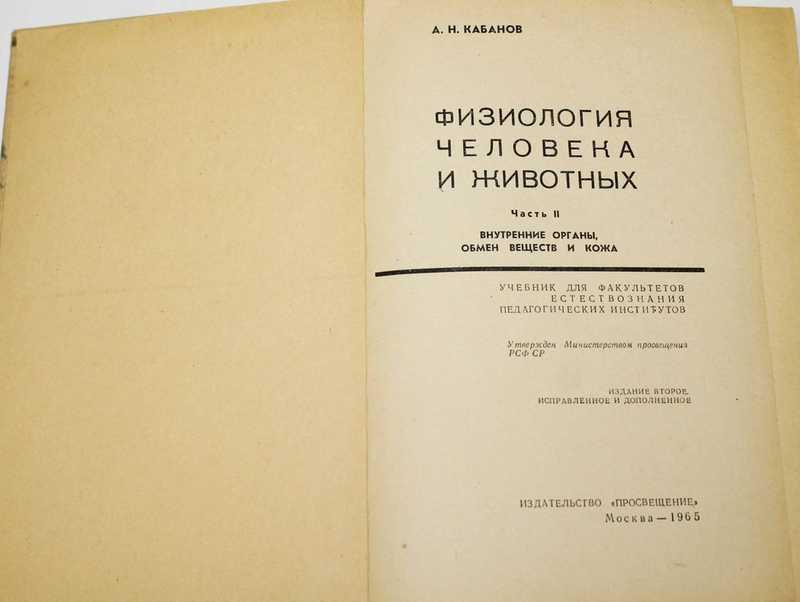 А. Н. КАБАНОВ
ФИЗИОЛОГИЯ
ЧЕЛОВЕКА
И ЖИВОТНЫХ
Часть II
ВНУТРЕННИЕ ОРГАНЫ,
ОБМЕН ВЕЩЕСТВ И КОЖА
УЧЕБНИК ДЛЯ ФАКУЛЬТЕТОВ
ЕСТЕСТВОЗНАНИЯ
ПЕДАГОГИЧЕСКИХ ИНСТИТУТОВ
Утвержден Министерством просвещения
РСФСР
ИЗДАНИЕ ВТОРОЕ,
ИСПРАВЛЕННОЕ И ДОПОЛНЕННОЕ
ИЗДАТЕЛЬСТВО «ПРОСВЕЩЕНИЕ»
Москва — 1965